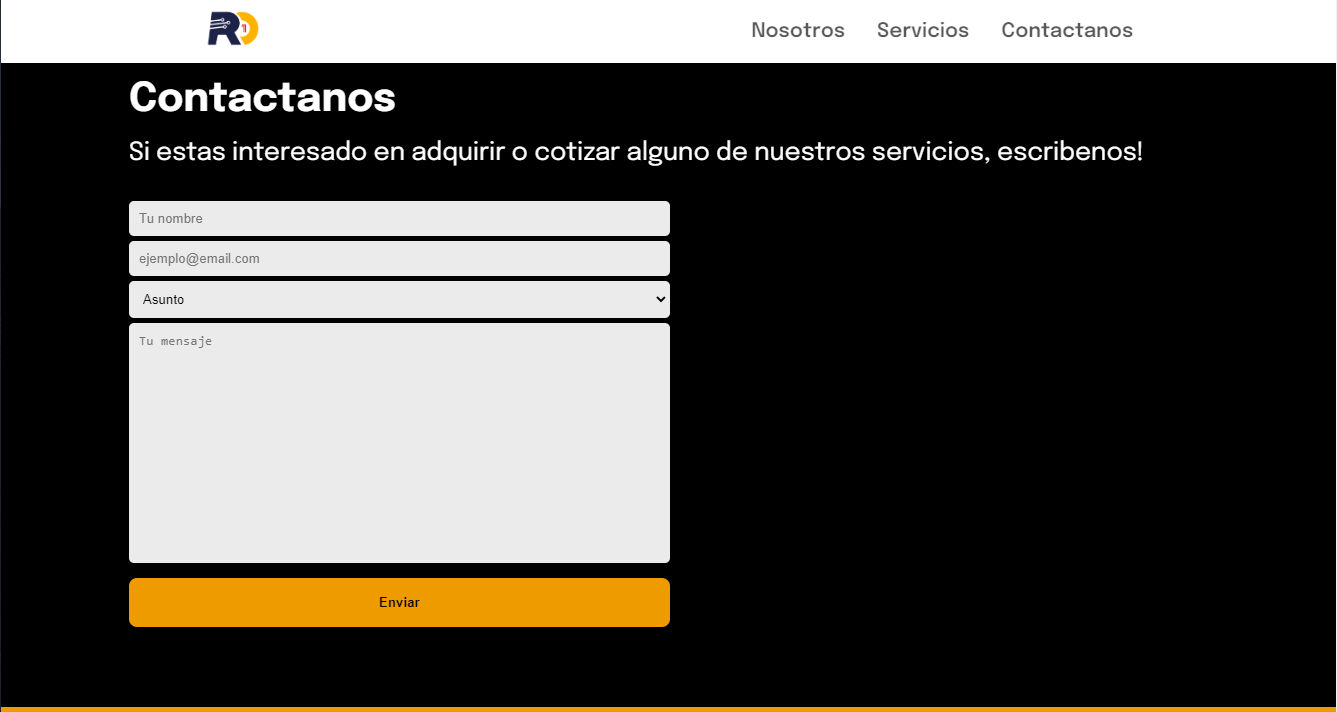 R 1
Nosotros Servicios Contactanos
Contactanos
Si estas interesado en adquirir o cotizar alguno de nuestros servicios, escribenos!
Tu nombre
ejemplo@email.com
Asunto
Tu mensaje
Enviar